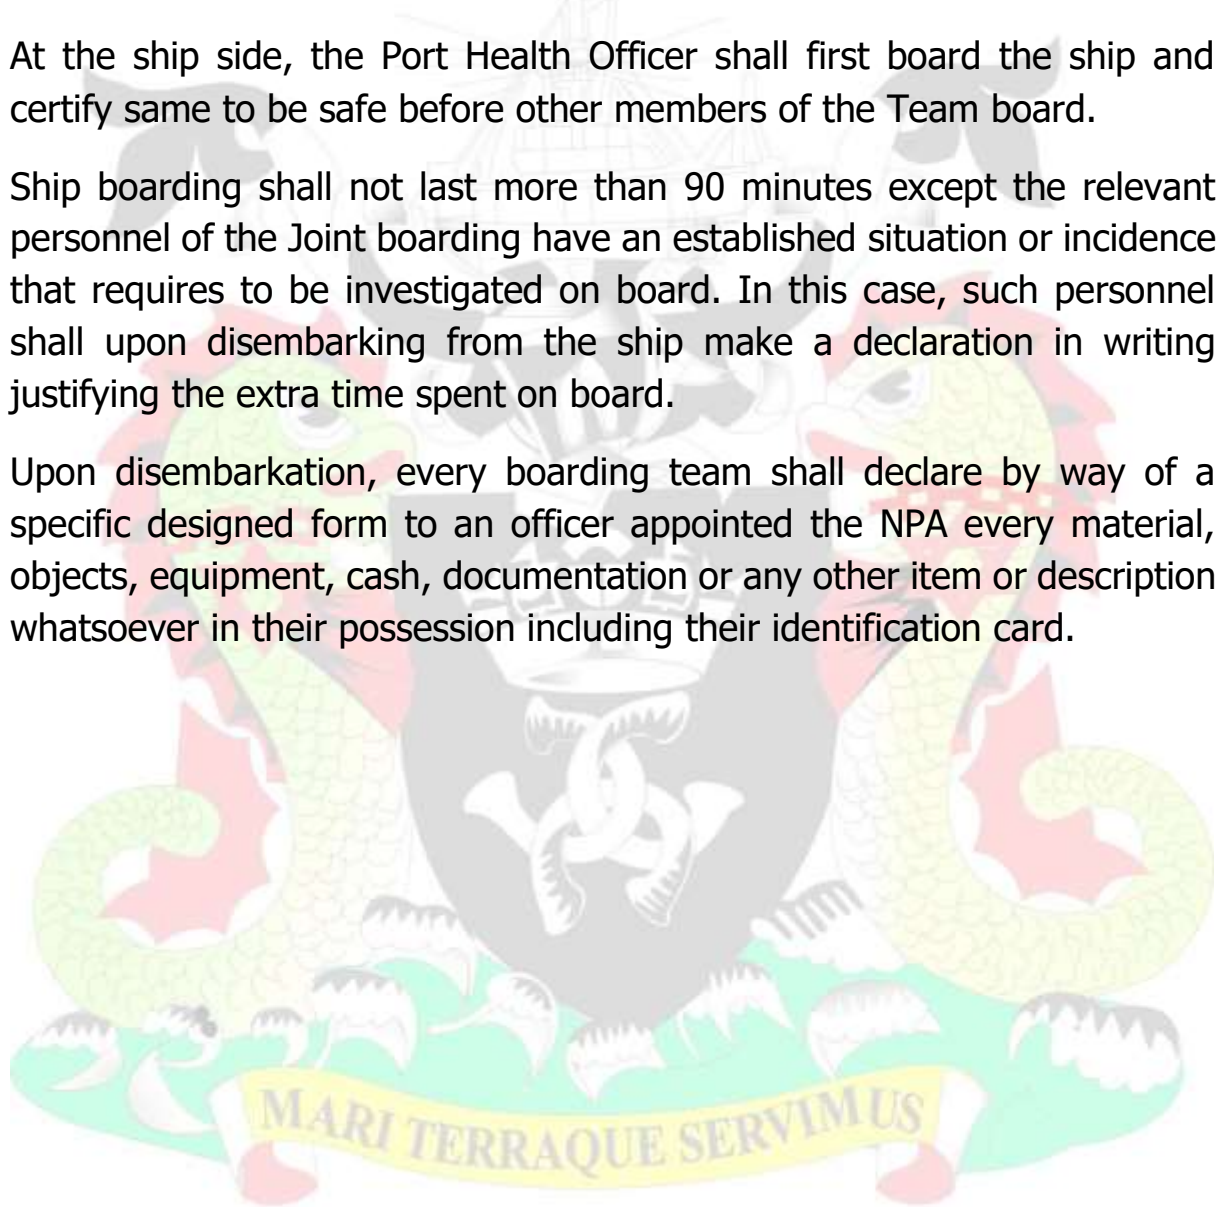 At the ship side, the Port Health Officer shall first board the ship and
certify same to be safe before other members of the Team board.
Ship boarding shall not last more than 90 minutes except the relevant
personnel of the Joint boarding have an established situation or incidence
that requires to be investigated on board. In this case, such personnel
shall upon disembarking from the ship make a declaration in writing
justifying the extra time spent on board.
Upon disembarkation, every boarding team shall declare by way of a
specific designed form to an officer appointed the NPA every material,
objects, equipment, cash, documentation or any other item or description
whatsoever in their possession including their identification card.
MARI TERRAQUE SERVIMUS